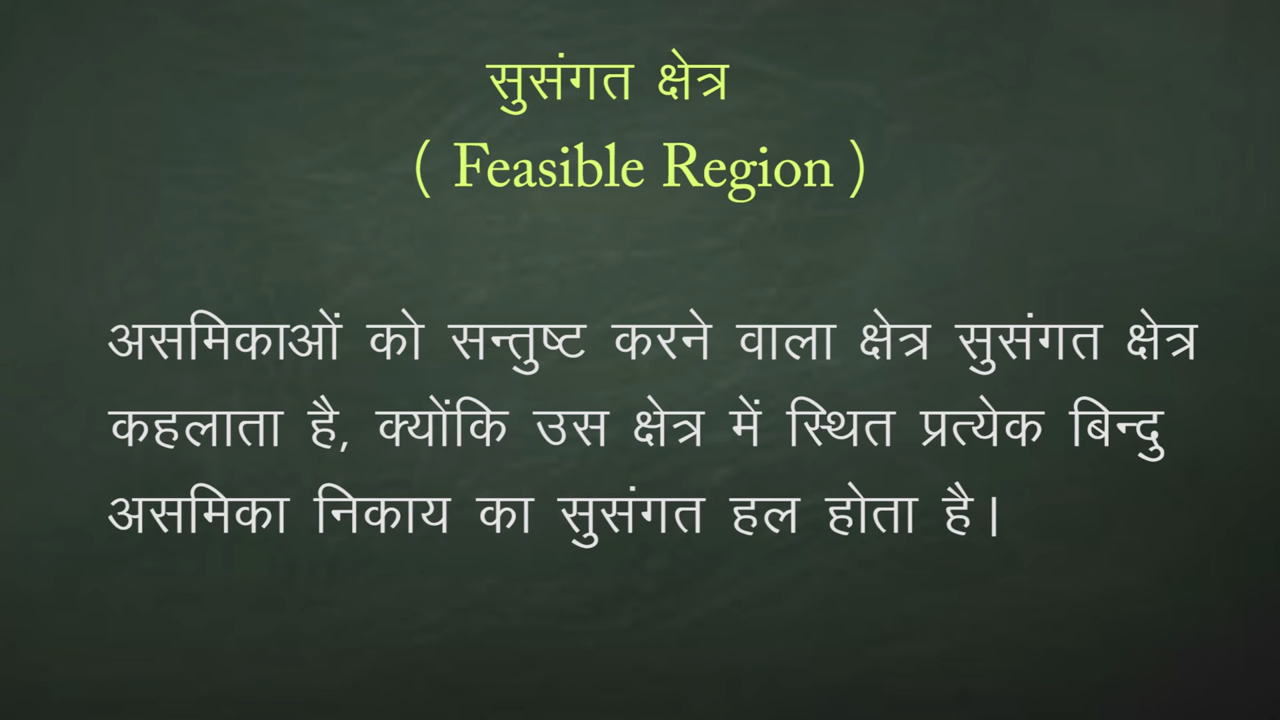 सुसंगत क्षेत्र
( Feasible Region )
असमिकाओं को सन्तुष्ट करने वाला क्षेत्र सुसंगत क्षेत्र
कहलाता है, क्योंकि उस क्षेत्र में स्थित प्रत्येक बिन्दु
असमिका निकाय का सुसंगत हल होता है।